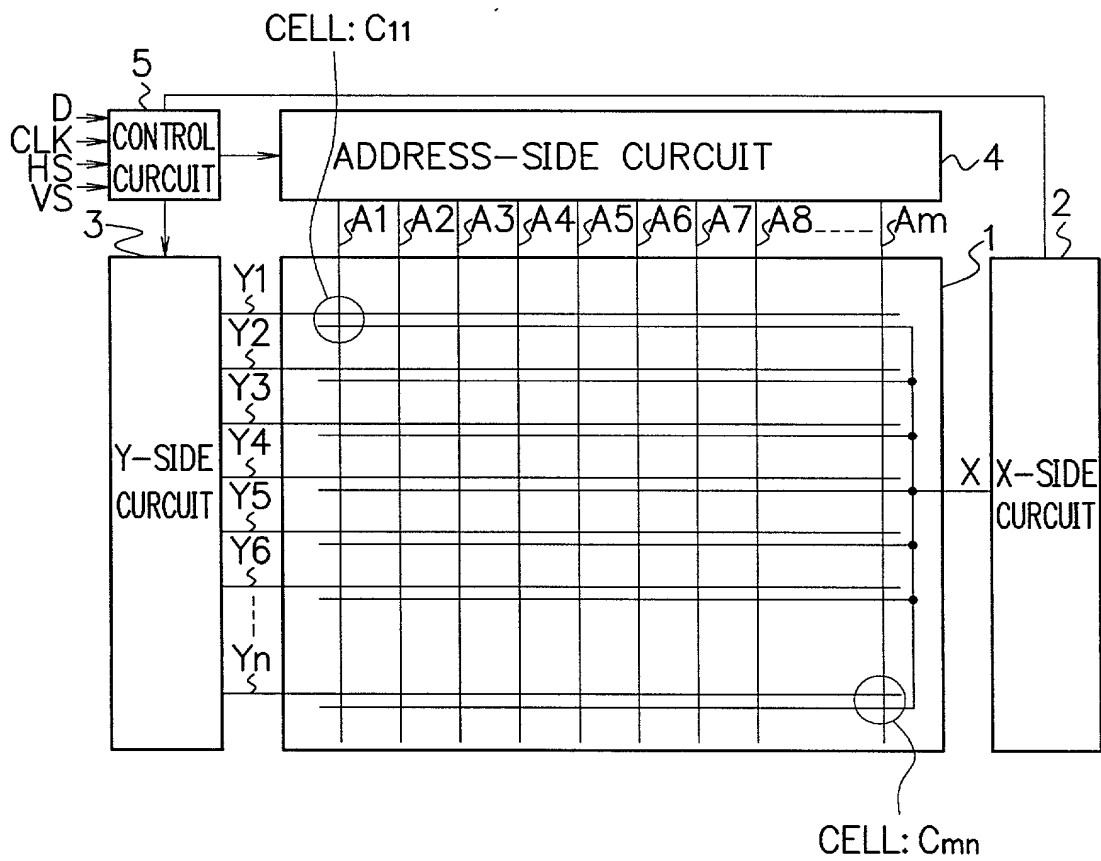 CELL: C11
5
D
CLK
HS
VS
CONTROL
CURCUIT
ADDRESS-SIDE CURCUIT
4
3
A1 A2 A3 A4 A5 A6 A7 A8---- Am
2
1
Y1
Y2
Y3
Y4
Y5
Y6
Yn
Y-SIDE
CURCUIT
X
X-SIDE
CURCUIT
CELL: Cmn